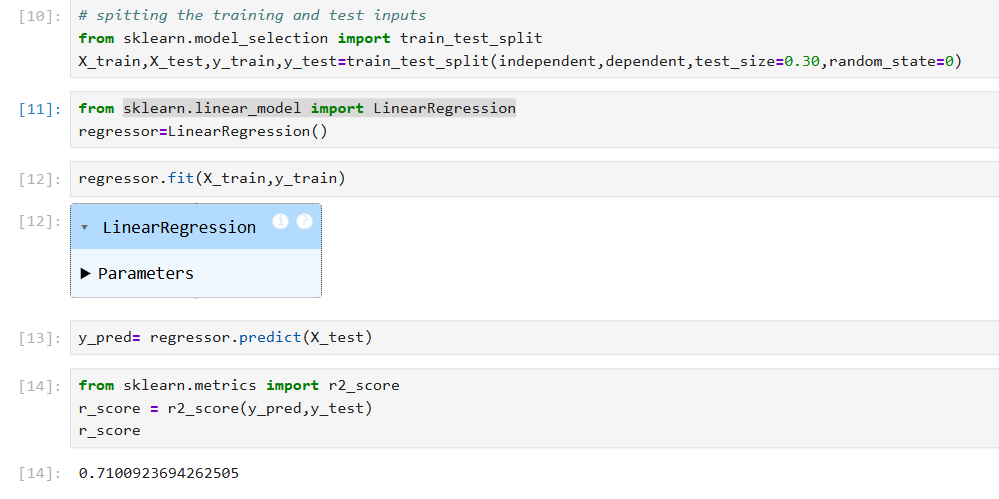 [10]: # spitting the training and test inputs
from sklearn.model_selection import train_test_split
X_train,X_test,y_train,y_test=train_test_split(independent,dependent,test_size=0.30,random_state=0)
[11]: from sklearn.linear_model import LinearRegression
regressor=LinearRegression()
[12]: regressor.fit(X_train,y_train)
[12]: ▾ LinearRegression i ?
▶ Parameters
[13]: y_pred= regressor.predict(X_test)
[14]: from sklearn.metrics import r2_score
r_score = r2_score(y_pred,y_test)
r_score
[14]: 0.7100923694262505